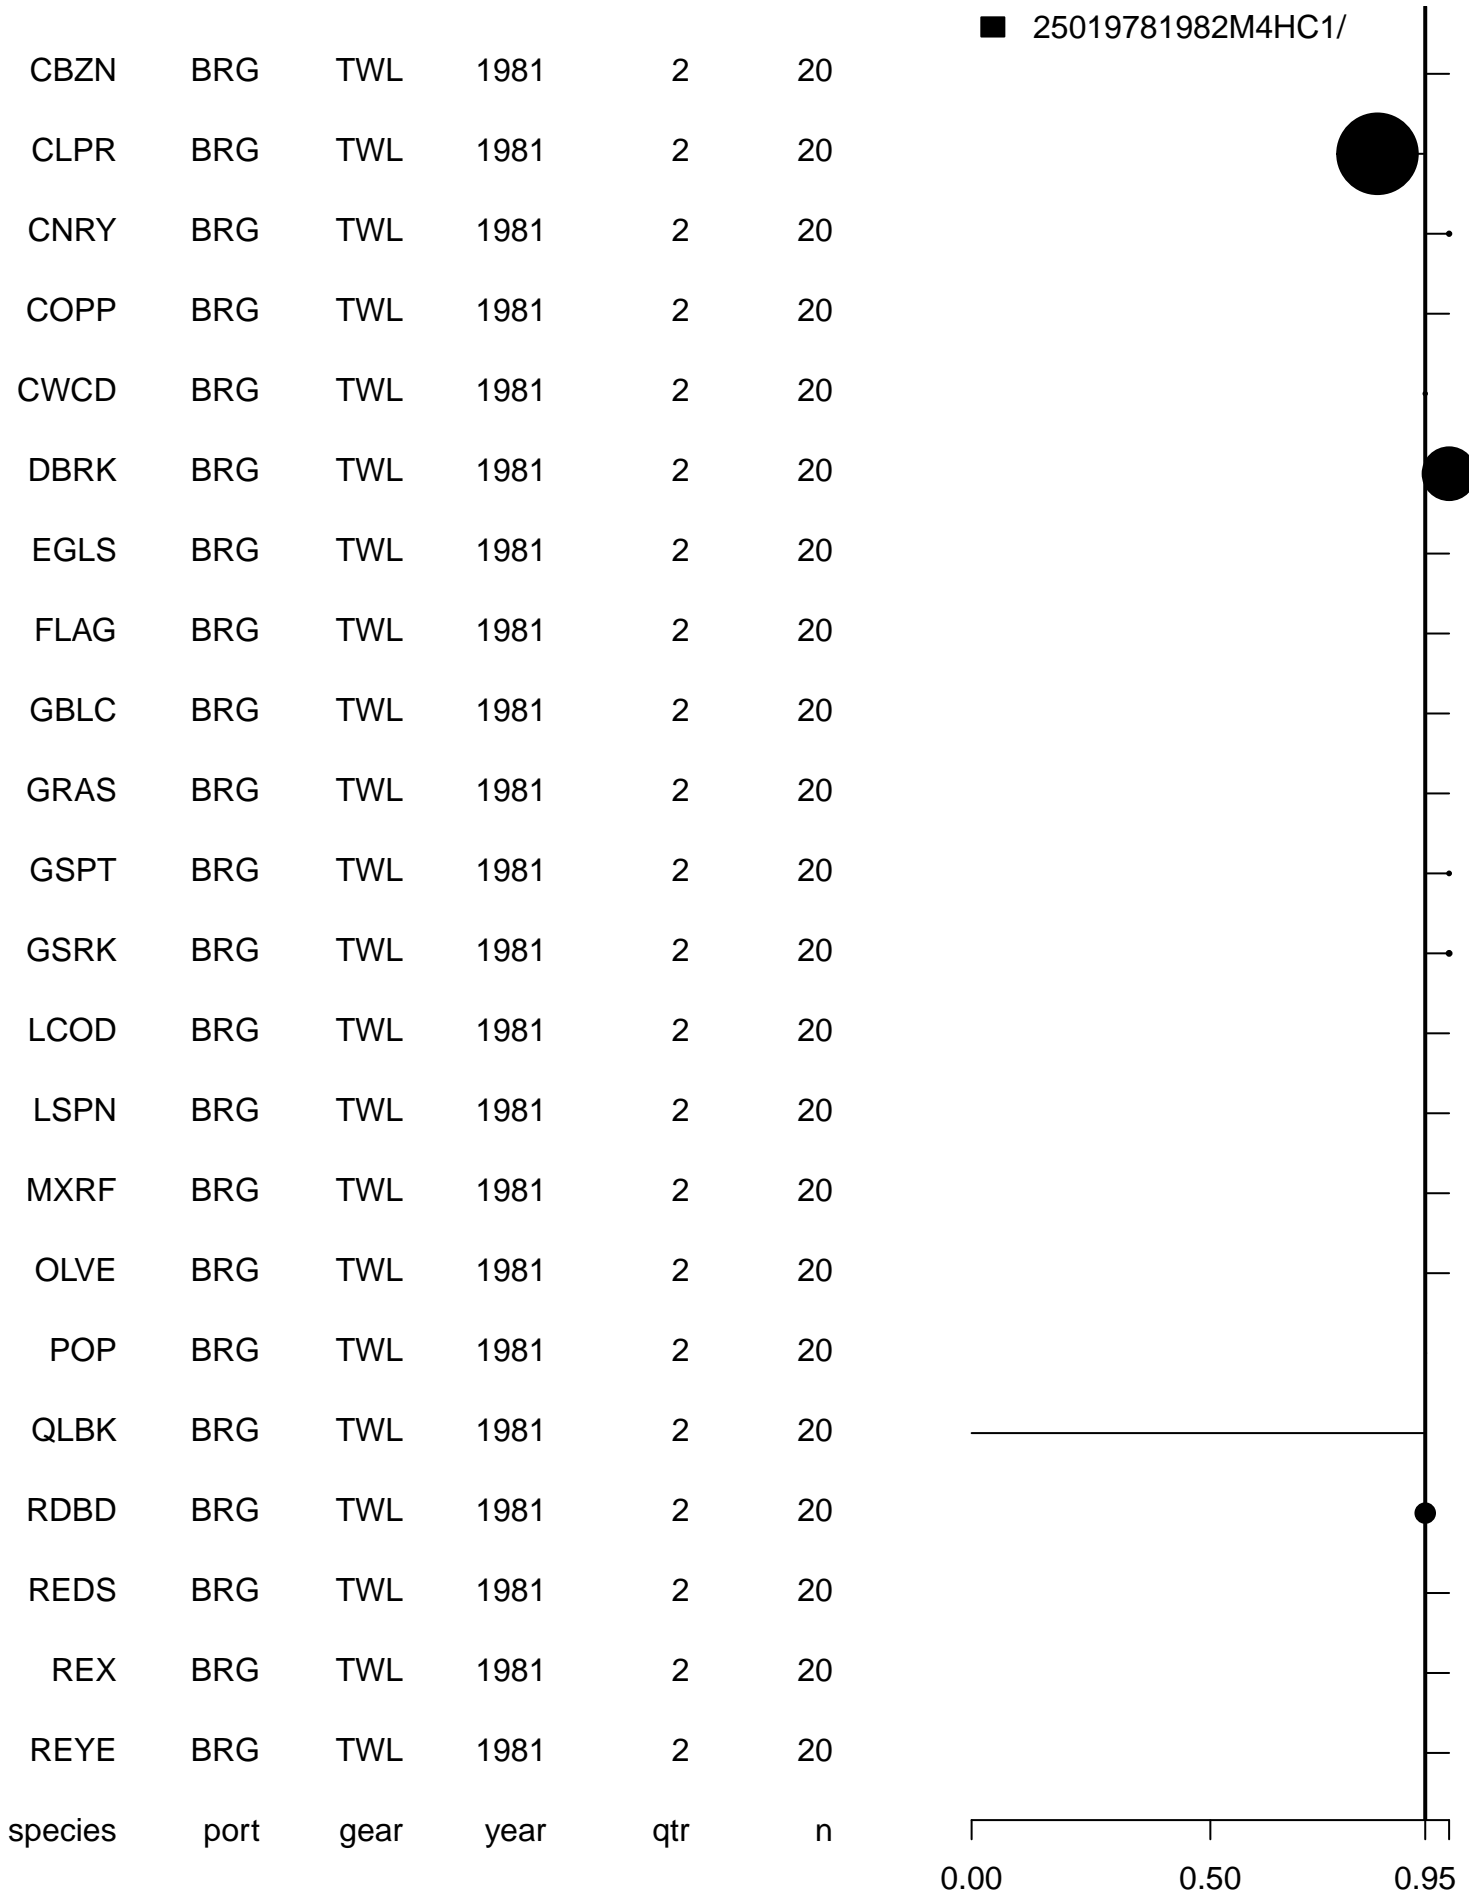 25019781982M4HC1/
CBZN BRG TWL 1981 2 20
CLPR BRG TWL 1981 2 20
CNRY BRG TWL 1981 2 20
COPP BRG TWL 1981 2 20
CWCD BRG TWL 1981 2 20
DBRK BRG TWL 1981 2 20
EGLS BRG TWL 1981 2 20
FLAG BRG TWL 1981 2 20
GBLC BRG TWL 1981 2 20
GRAS BRG TWL 1981 2 20
GSPT BRG TWL 1981 2 20
GSRK BRG TWL 1981 2 20
LCOD BRG TWL 1981 2 20
LSPN BRG TWL 1981 2 20
MXRF BRG TWL 1981 2 20
OLVE BRG TWL 1981 2 20
POP BRG TWL 1981 2 20
QLBK BRG TWL 1981 2 20
RDBD BRG TWL 1981 2 20
REDS BRG TWL 1981 2 20
REX BRG TWL 1981 2 20
REYE BRG TWL 1981 2 20
species port gear year qtr n
0.00 0.50 0.95